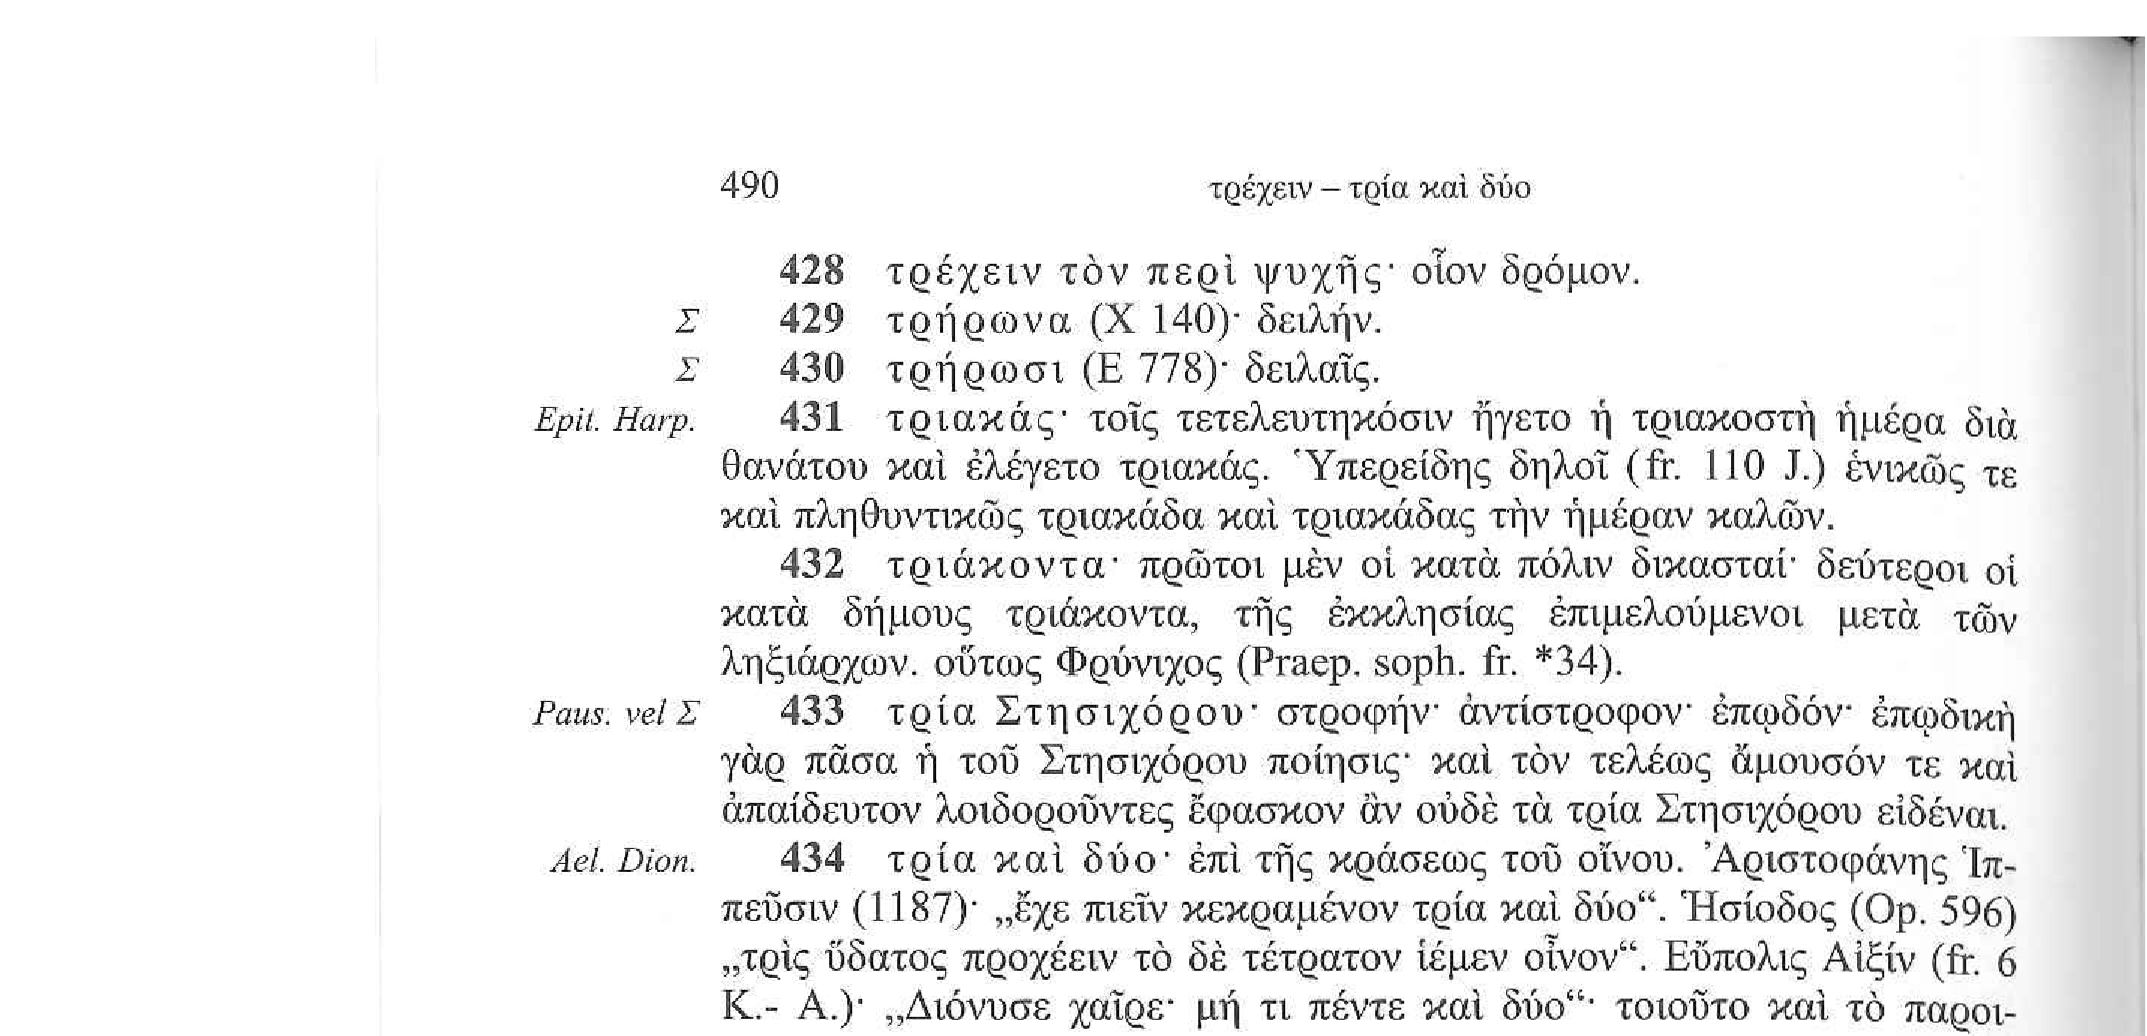 490 τρέχειν – τρία καὶ δύο
428 τρέχειν τὸν περὶ ψυχῆς· οἷον δρόμον.
Σ 429 τρήρωνα (Χ 140)· δειλήν.
Σ 430 τρήρωσι (Ε 778)· δειλαῖς.
Epit. Harp. 431 τριακάς· τοῖς τετελευτηκόσιν ἤγετο ἡ τριακοστὴ ἡμέρα διὰ
θανάτου καὶ ἐλέγετο τριακάς. Ὑπερείδης δηλοῖ (fr. 110 J.) ἑνικῶς τε
καὶ πληθυντικῶς τριακάδα καὶ τριακάδας τὴν ἡμέραν καλῶν.
432 τριάκοντα· πρῶτοι μὲν οἱ κατὰ πόλιν δικασταί· δεύτεροι οἱ
κατὰ δήμους τριάκοντα, τῆς ἐκκλησίας ἐπιμελούμενοι μετὰ τῶν
ληξιάρχων. οὕτως Φρύνιχος (Praep. soph. fr. *34).
Paus. vel Σ 433 τρία Στησιχόρου· στροφήν· ἀντίστροφον· ἐπῳδόν· ἐπῳδικὴ
γὰρ πᾶσα ἡ τοῦ Στησιχόρου ποίησις· καὶ τὸν τελέως ἄμουσόν τε καὶ
ἀπαίδευτον λοιδοροῦντες ἔφασκον ἂν οὐδὲ τὰ τρία Στησιχόρου εἰδέναι.
Ael. Dion. 434 τρία καὶ δύο· ἐπὶ τῆς κράσεως τοῦ οἴνου. Ἀριστοφάνης Ἱπ-
πεῦσιν (1187)· „ἔχε πιεῖν κεκραμένον τρία καὶ δύο“. Ἡσίοδος (Op. 596)
„τρὶς ὕδατος προχέειν τὸ δὲ τέτρατον ἱέμεν οἶνον“. Εὔπολις Αἰξίν (fr. 6
K.- A.)· „Διόνυσε χαῖρε· μή τι πέντε καὶ δύο“· τοιοῦτο καὶ τὸ παροι-